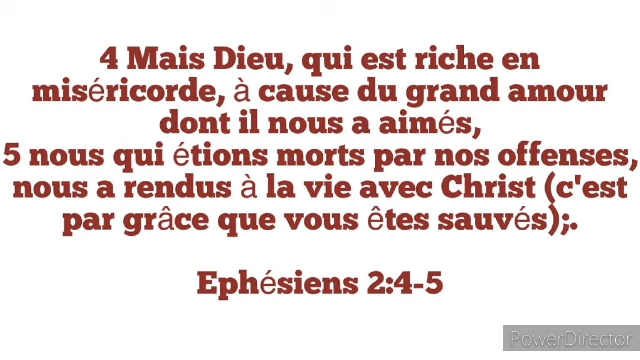 4 Mais Dieu, qui est riche en
miséricorde, à cause du grand amour
dont il nous a aimés,
5 nous qui étions morts par nos offenses,
nous a rendus à la vie avec Christ (c'est
par grâce que vous êtes sauvés);.
Ephésiens 2:4-5
PowerDirector